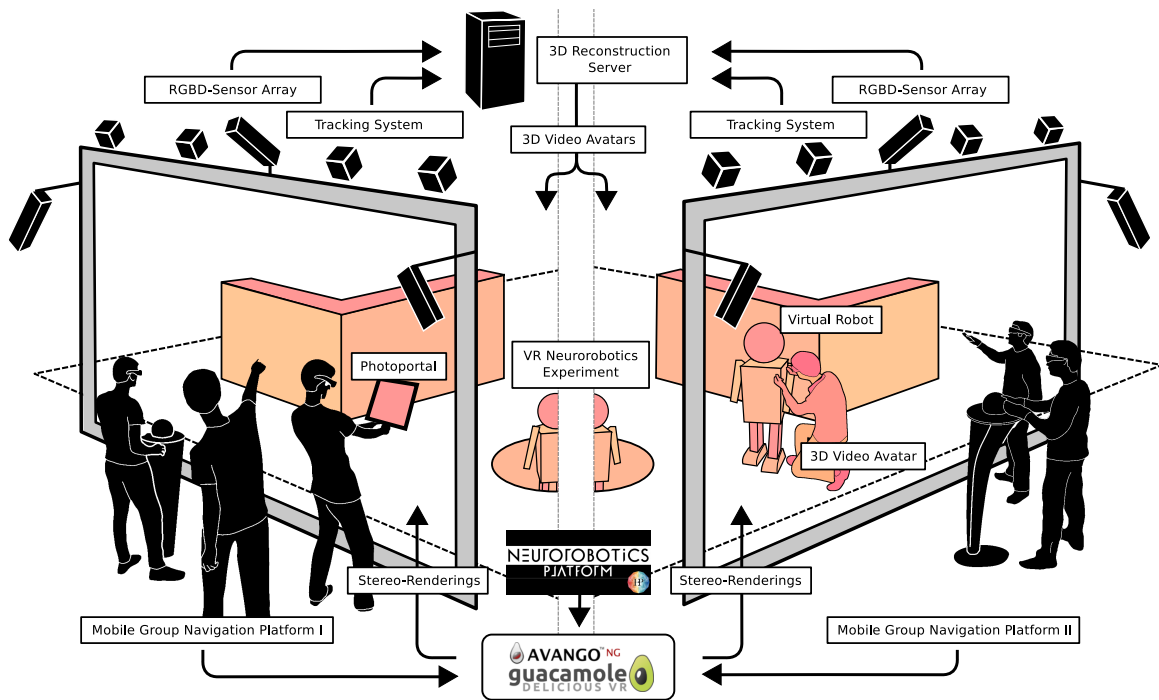 3D Reconstruction
Server
RGBD-Sensor Array
RGBD-Sensor Array
Tracking System
Tracking System
3D Video Avatars
Virtual Robot
Photoportal
VR Neurorobotics
Experiment
3D Video Avatar
NEUROROBOTICS
PLATFORM
Stereo-Renderings
Stereo-Renderings
Mobile Group Navigation Platform I
Mobile Group Navigation Platform II
AVANGO™ NG
guacamole
DELICIOUS VR